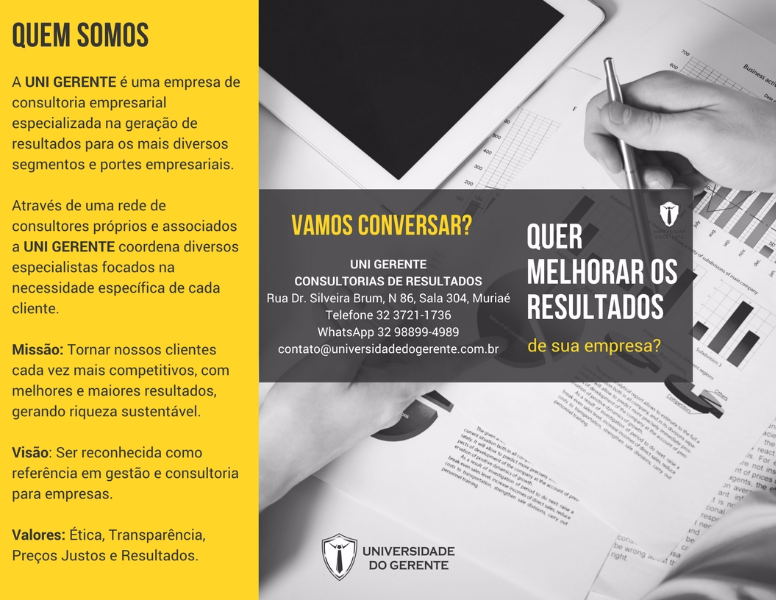 QUEM SOMOS
A UNI GERENTE é uma empresa de
consultoria empresarial
especializada na geração de
resultados para os mais diversos
segmentos e portes empresariais.
Através de uma rede de
consultores próprios e associados
a UNI GERENTE coordena diversos
especialistas focados na
necessidade específica de cada
cliente.
Missão: Tornar nossos clientes
cada vez mais competitivos, com
melhores e maiores resultados,
gerando riqueza sustentável.
Visão: Ser reconhecida como
referência em gestão e consultoria
para empresas.
Valores: Ética, Transparência,
Preços Justos e Resultados.
VAMOS CONVERSAR?
UNI GERENTE
CONSULTORIAS DE RESULTADOS
Rua Dr. Silveira Brum, N 86, Sala 304, Muriaé
Telefone 32 3721-1736
WhatsApp 32 98899-4989
contato@universidadedogerente.com.br
UNIVERSIDADE
DO GERENTE
QUER
MELHORAR OS
RESULTADOS
de sua empresa?